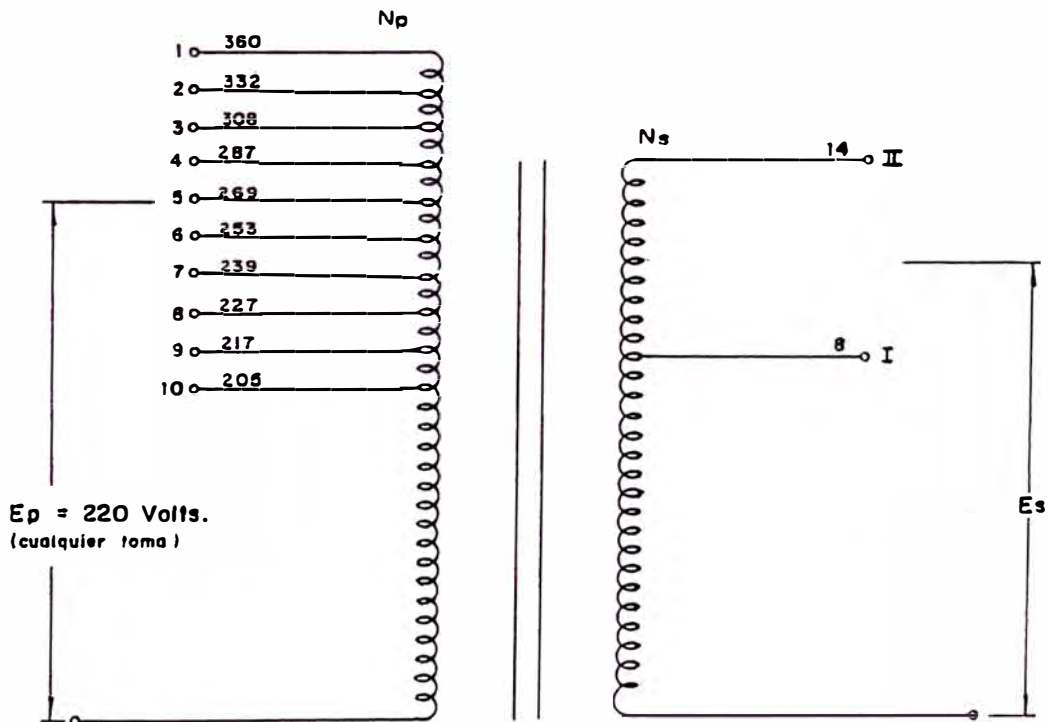 Np
1 360
2 332
3 308
4 287
5 269
6 253
7 239
8 227
9 217
10 205
Ns
14 II
8 I
Ep = 220 Volts.
(cualquier toma)
Es